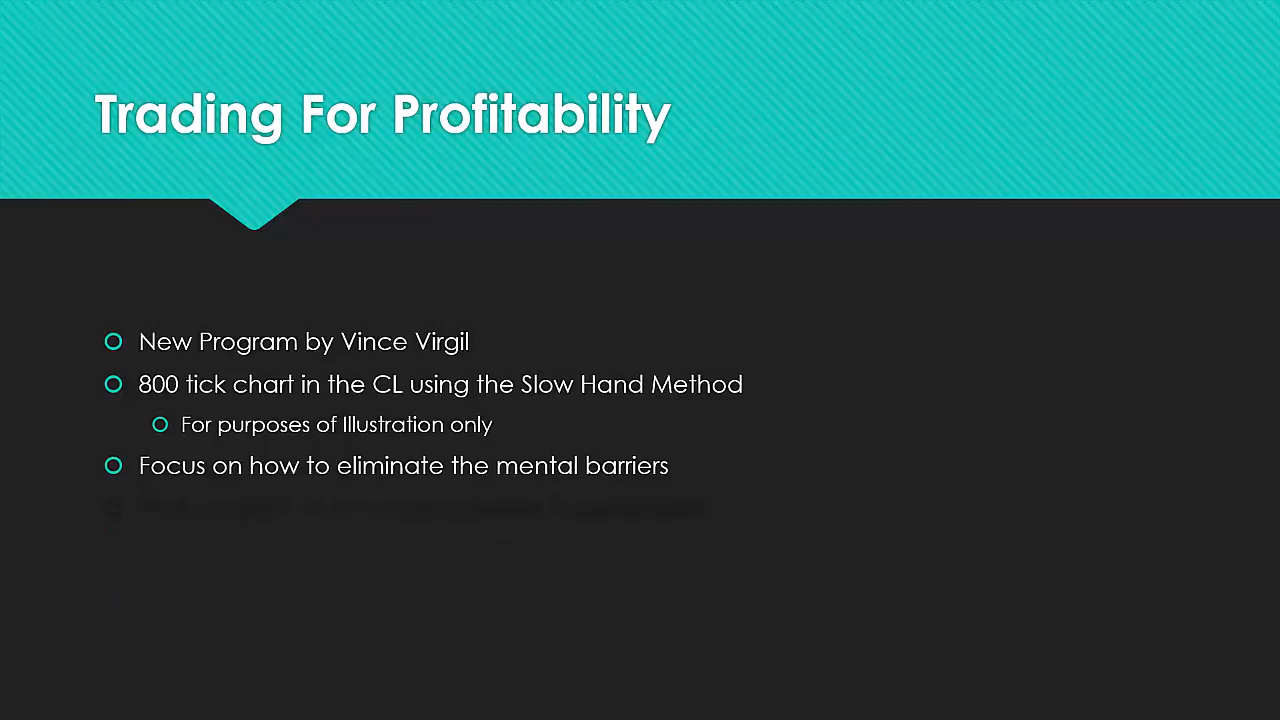 Trading For Profitability
New Program by Vince Virgil
800 tick chart in the CL using the Slow Hand Method
For purposes of Illustration only
Focus on how to eliminate the mental barriers